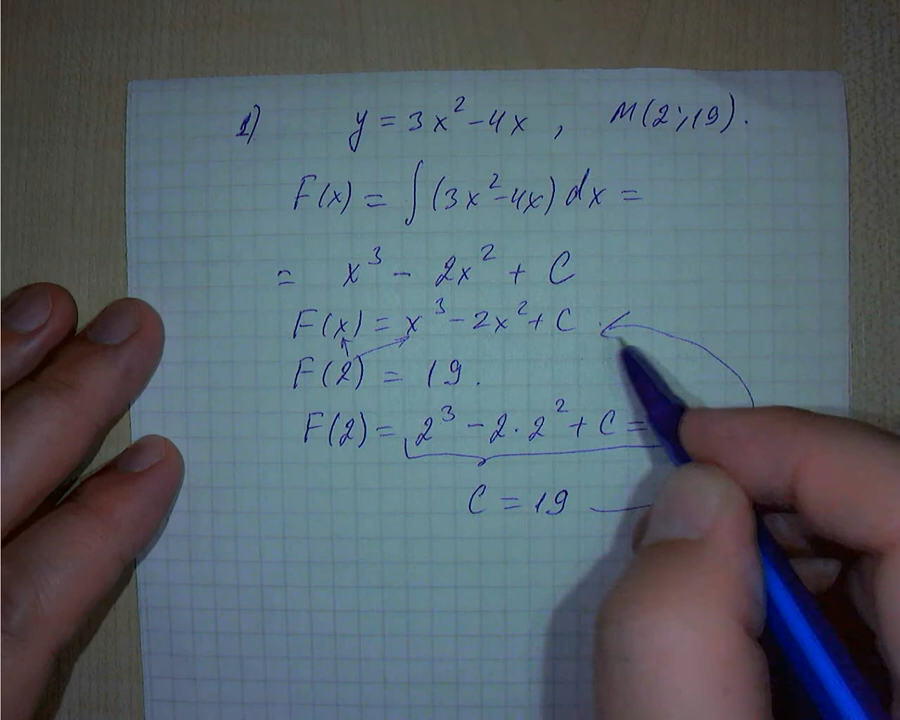 1) y = 3x² - 4x , M(2; 19).
F(x) = ∫(3x² - 4x) dx =
= x³ - 2x² + C
F(x) = x³ - 2x² + C
F(2) = 19.
F(2) = 2³ - 2 · 2² + C =
C = 19